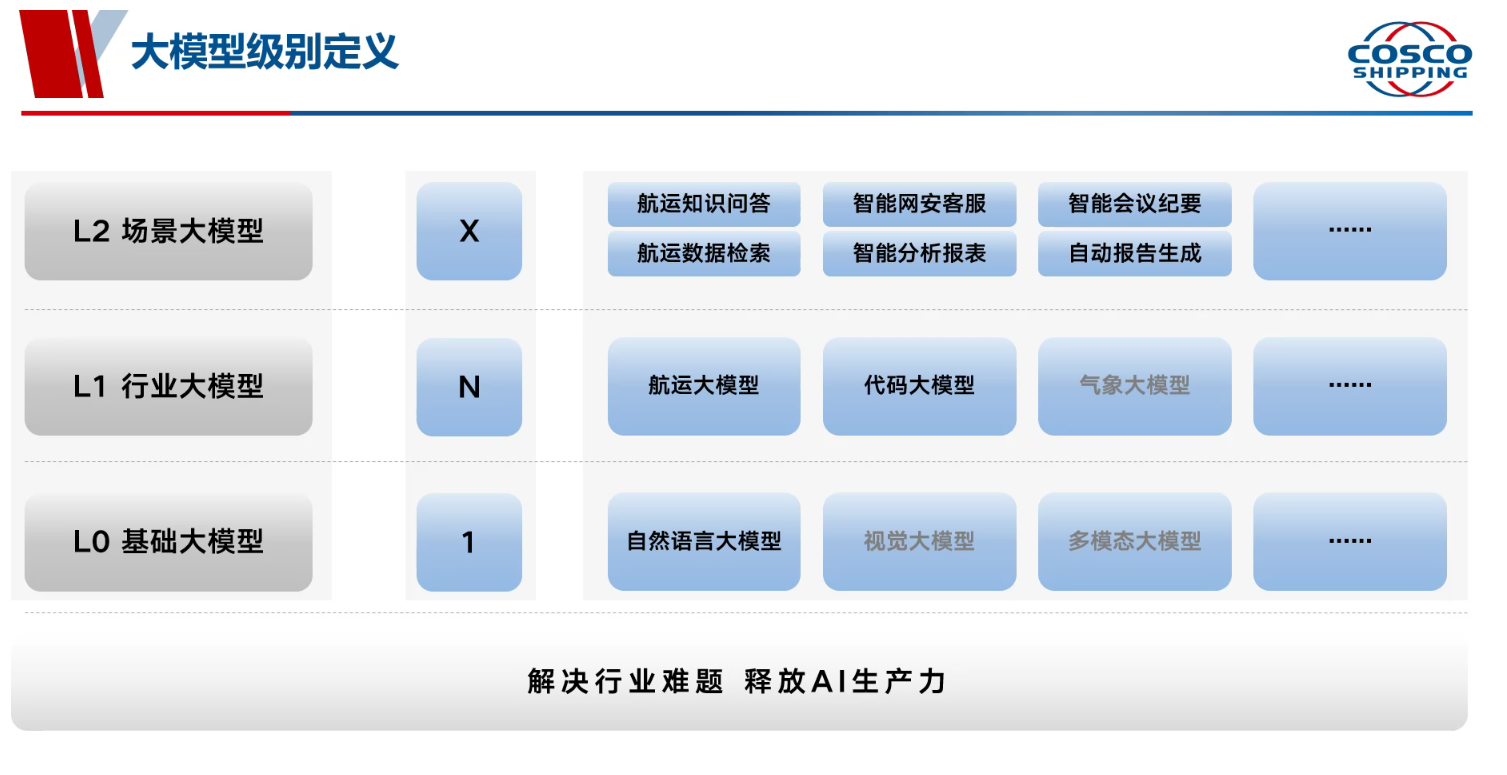 大模型级别定义
COSCO
SHIPPING
L2 场景大模型
X
航运知识问答
智能网安客服
智能会议纪要
......
航运数据检索
智能分析报表
自动报告生成
L1 行业大模型
N
航运大模型
代码大模型
气象大模型
......
L0 基础大模型
1
自然语言大模型
视觉大模型
多模态大模型
......
解决行业难题 释放AI生产力